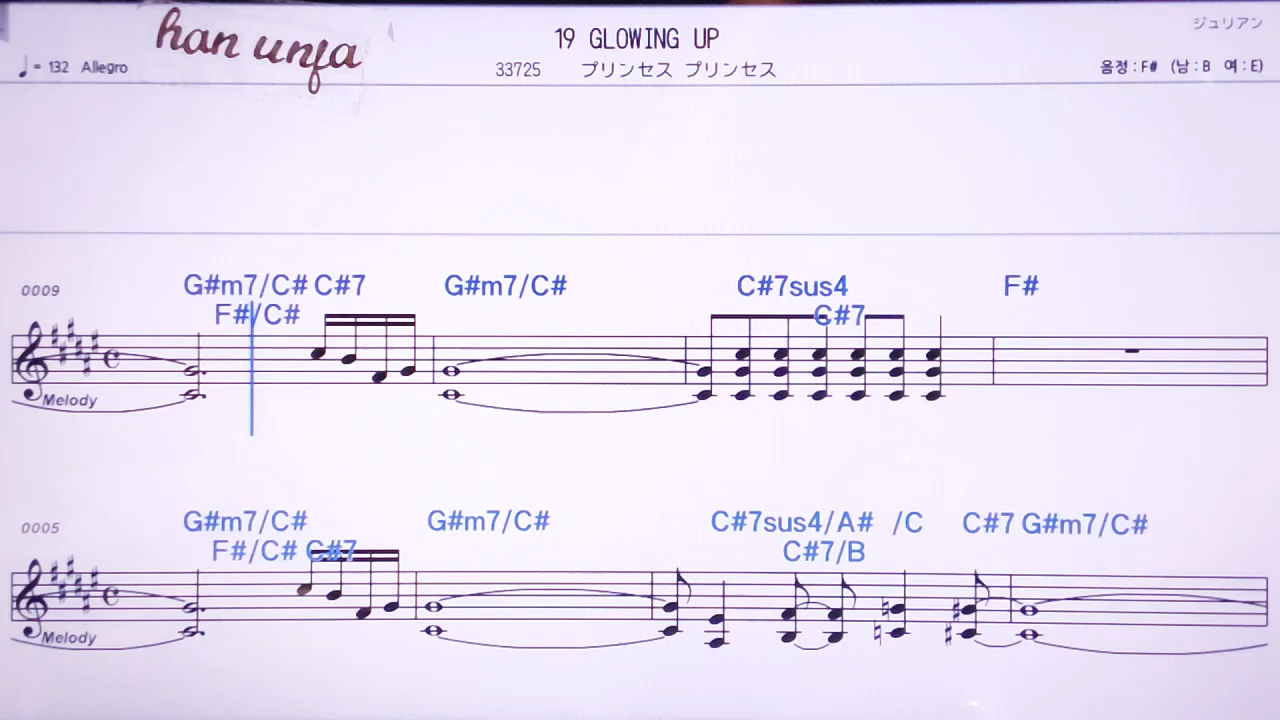 han unfa
19 GLOWING UP
ジュリアン
♩= 132 Allegro
33725 プリンセス プリンセス
음정:F# (남:B 여:E)
0009
G#m7/C# C#7 G#m7/C# C#7sus4 F#
F#/C# C#7
Melody
0005
G#m7/C# G#m7/C# C#7sus4/A# /C C#7 G#m7/C#
F#/C# C#7 C#7/B
Melody